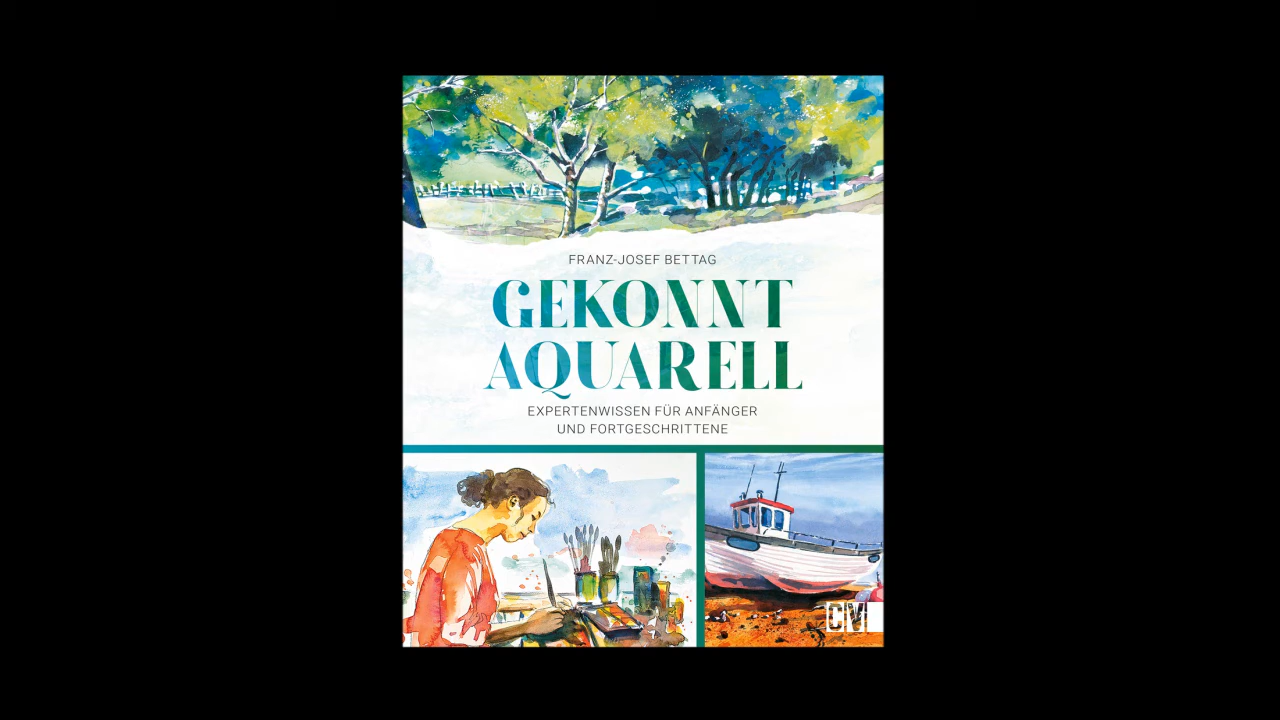 FRANZ-JOSEF BETTAG
GEKONNT
AQUARELL
EXPERTENWISSEN FÜR ANFÄNGER
UND FORTGESCHRITTENE
CV